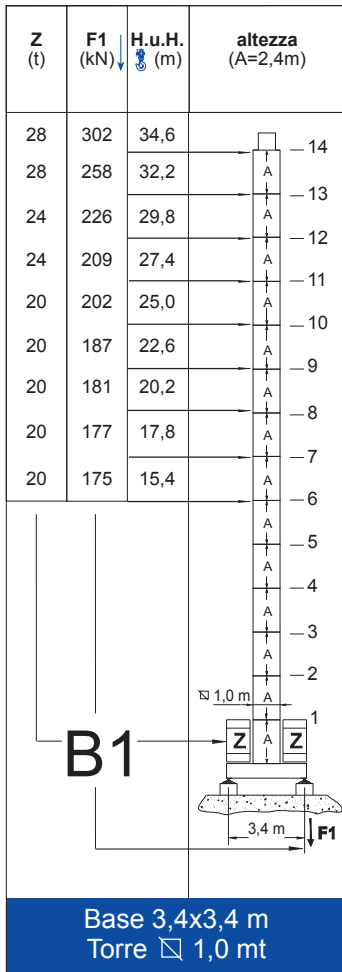 Z F1 H.u.H. altezza
(t) (kN) (m) (A=2,4m)
28 302 34,6
28 258 32,2
24 226 29,8
24 209 27,4
20 202 25,0
20 187 22,6
20 181 20,2
20 177 17,8
20 175 15,4
14
A
13
A
12
A
11
A
10
A
9
A
8
A
7
A
6
A
5
A
4
A
3
A
2
A
1,0 m
1
B1
Z A Z
3,4 m F1
Base 3,4x3,4 m
Torre 1,0 mt